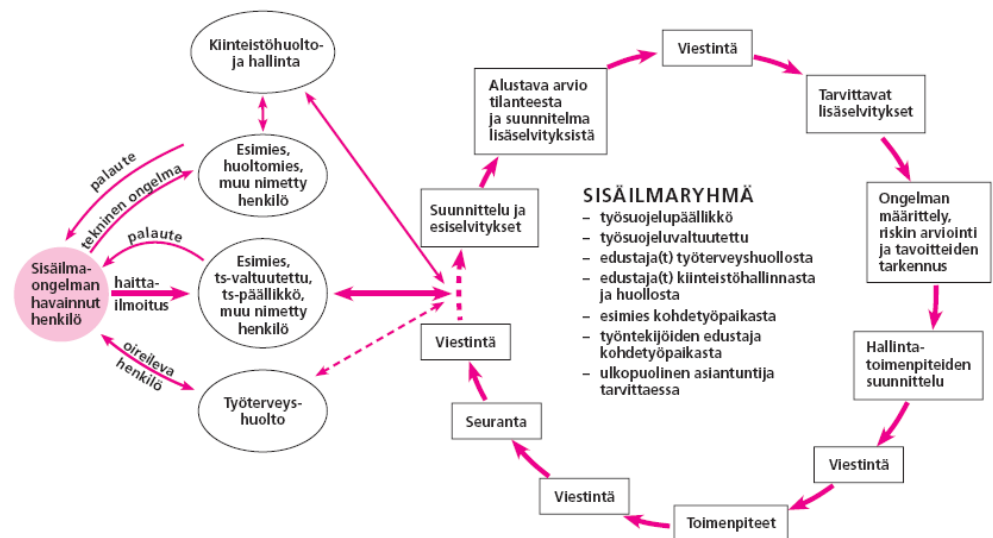 Kiinteistöhuolto-
ja hallinta
Esimies,
huoltomies,
muu nimetty
henkilö
palaute
tekninen ongelma
palaute
Sisäilma-
ongelman
havainnut
henkilö
haitta-
ilmoitus
Esimies,
ts-valtuutettu,
ts-päällikkö,
muu nimetty
henkilö
oireileva
henkilö
Työterveys-
huolto
Suunnittelu ja
esiselvitykset
Alustava arvio
tilanteesta
ja suunnitelma
lisäselvityksistä
Viestintä
Tarvittavat
lisäselvitykset
Ongelman
määrittely,
riskin arviointi
ja tavoitteiden
tarkennus
Hallinta-
toimenpiteiden
suunnittelu
Viestintä
Toimenpiteet
Viestintä
Seuranta
Viestintä
SISÄILMARYHMÄ
– työsuojelupäällikkö
– työsuojeluvaltuutettu
– edustaja(t) työterveyshuollosta
– edustaja(t) kiinteistöhallinnasta
ja huollosta
– esimies kohdetyöpaikasta
– työntekijöiden edustaja
kohdetyöpaikasta
– ulkopuolinen asiantuntija
tarvittaessa